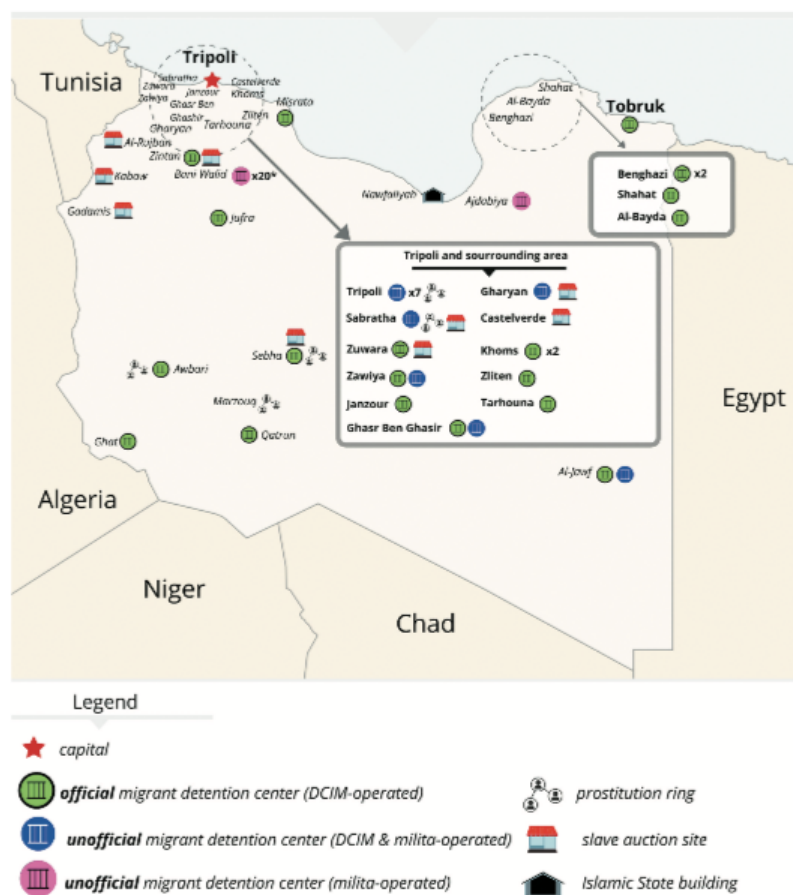 Tunisia
Tripoli
Sabratha
Castelverde
Zawara
Janzour
Khoms
Zawiya
Ghasr Ben
Ghashir
Misrata
Zliten
Gharyan
Tarhouna
Al-Rujban
Zintan
Bani Walid
x20*
Kabaw
Gadamis
Jufra
Nawfaliyah
Ajdabiya
Shahat
Al-Bayda
Benghazi
Tobruk
Benghazi x2
Shahat
Al-Bayda
Tripoli and sourrounding area
Tripoli x7 Gharyan
Sabratha Castelverde
Zuwara Khoms x2
Zawiya Zliten
Janzour Tarhouna
Ghasr Ben Ghasir
Sebha
Awbari
Marzouq
Ghat
Qatrun
Al-Jawf
Egypt
Algeria
Niger
Chad
Legend
capital
official migrant detention center (DCIM-operated)
unofficial migrant detention center (DCIM & milita-operated)
unofficial migrant detention center (milita-operated)
prostitution ring
slave auction site
Islamic State building